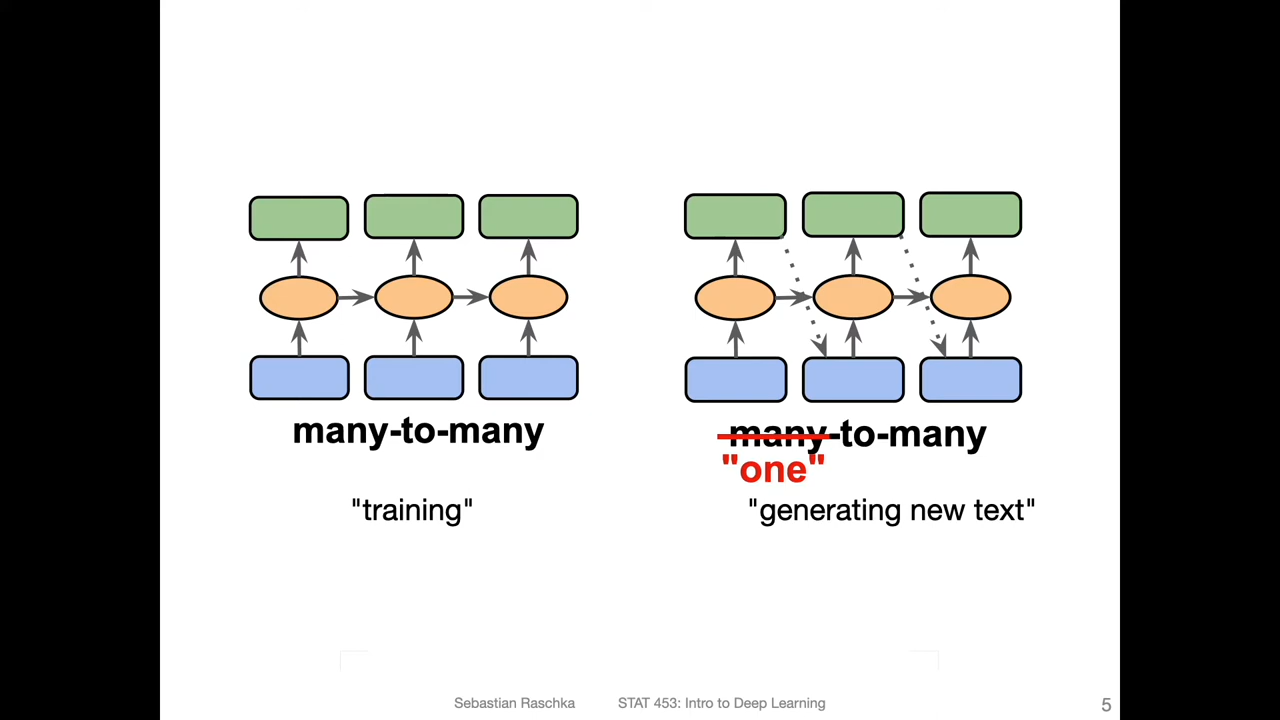 many-to-many
"training"
many-to-many
"one"
"generating new text"
Sebastian Raschka STAT 453: Intro to Deep Learning 5